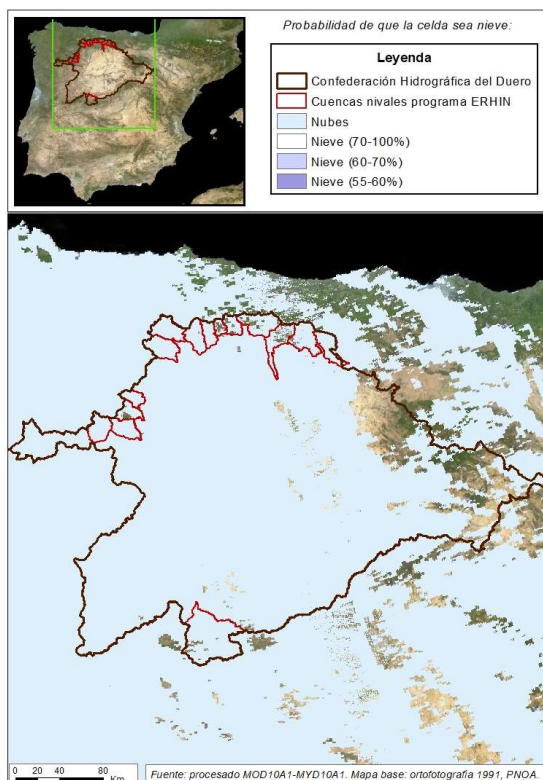 Probabilidad de que la celda sea nieve:
Leyenda
Confederación Hidrográfica del Duero
Cuencas nivales programa ERHIN
Nubes
Nieve (70-100%)
Nieve (60-70%)
Nieve (55-60%)
0 20 40 80
Km
Fuente: procesado MOD10A1-MYD10A1. Mapa base: ortofotografía 1991, PNOA.